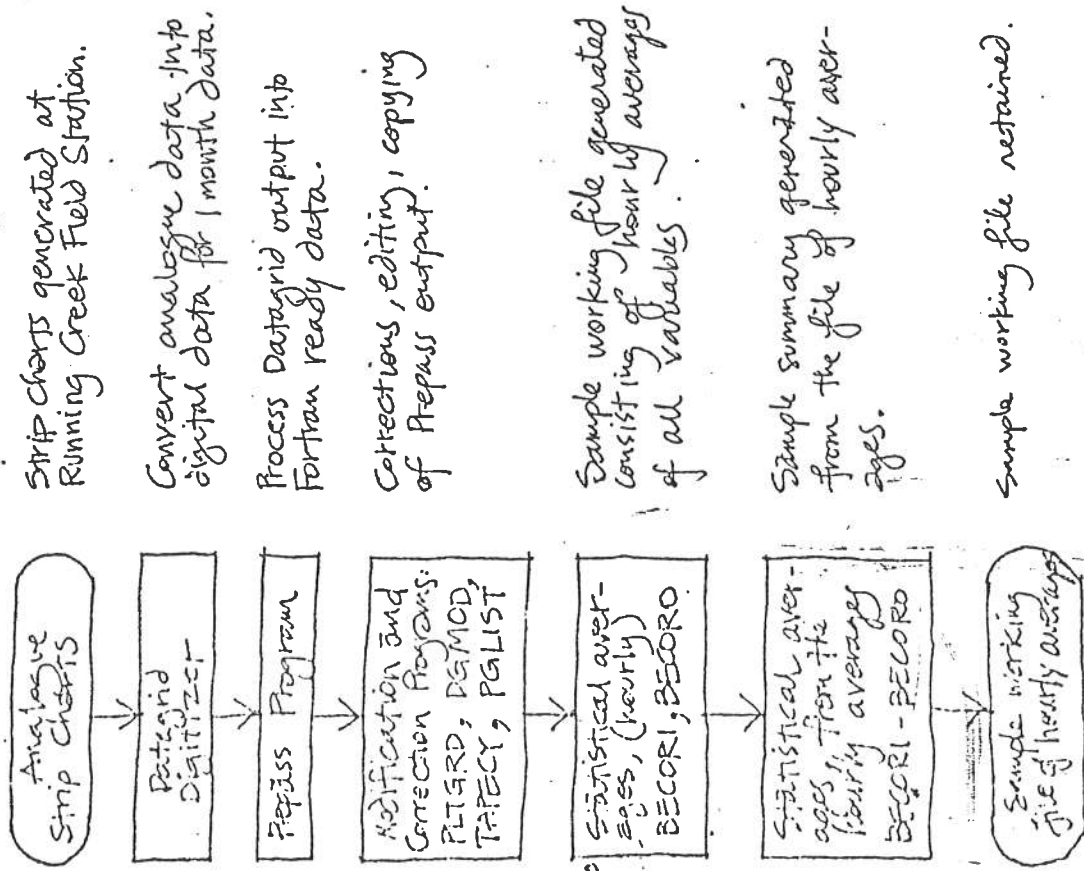 Analogue
Strip Charts
Strip charts generated at
Running Creek Field Station.
Datagrid
Digitizer
Convert analogue data into
digital data for 1 month data.
Prepass Program
Process Datagrid output into
Fortran ready data.
Modification and
Correction Programs:
PLTGRD, DGMOD,
TAPECY, PGLIST
Corrections, editing, copying
of Prepass output.
Statistical aver-
ages, (hourly)
BECORI, BECORO
Sample working file generated
consisting of hourly averages
of all variables.
Statistical aver-
ages, from the
hourly averages
BECORI - BECORO
Sample summary generated
from the file of hourly aver-
ages.
Sample working
file of hourly averages
Sample working file retained.